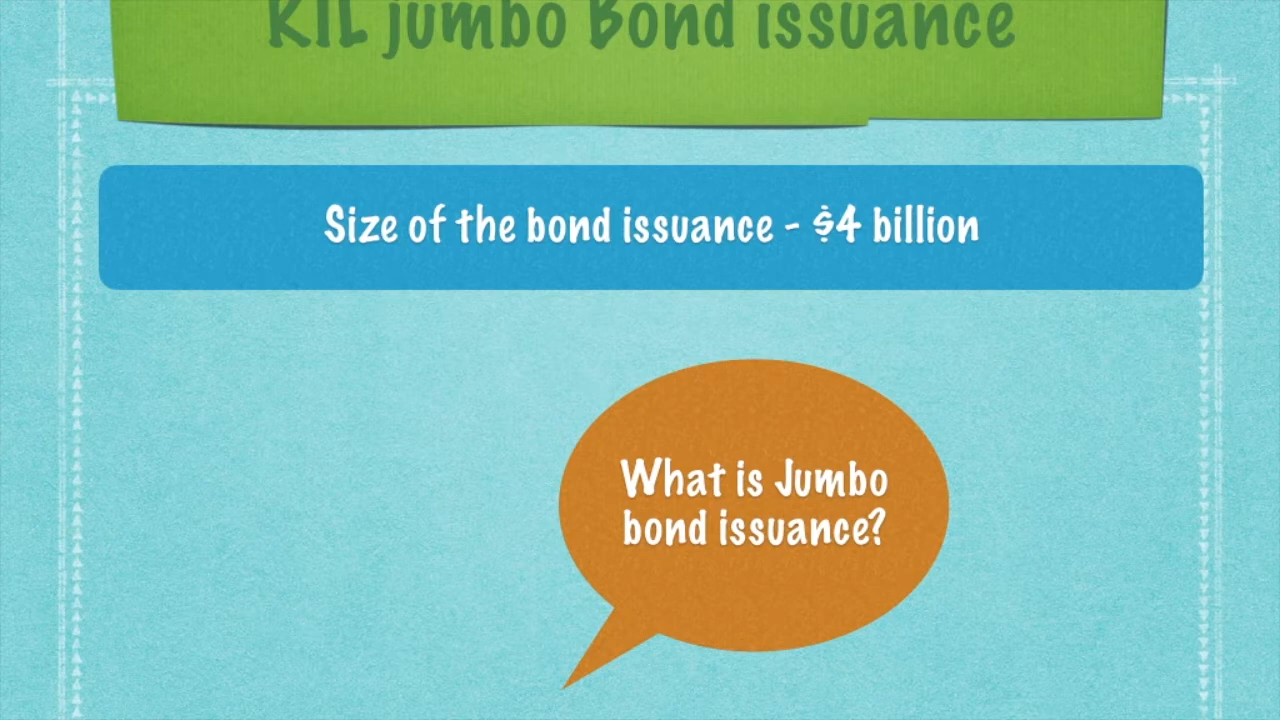 RIL jumbo Bond issuance
Size of the bond issuance - $4 billion
What is Jumbo
bond issuance?